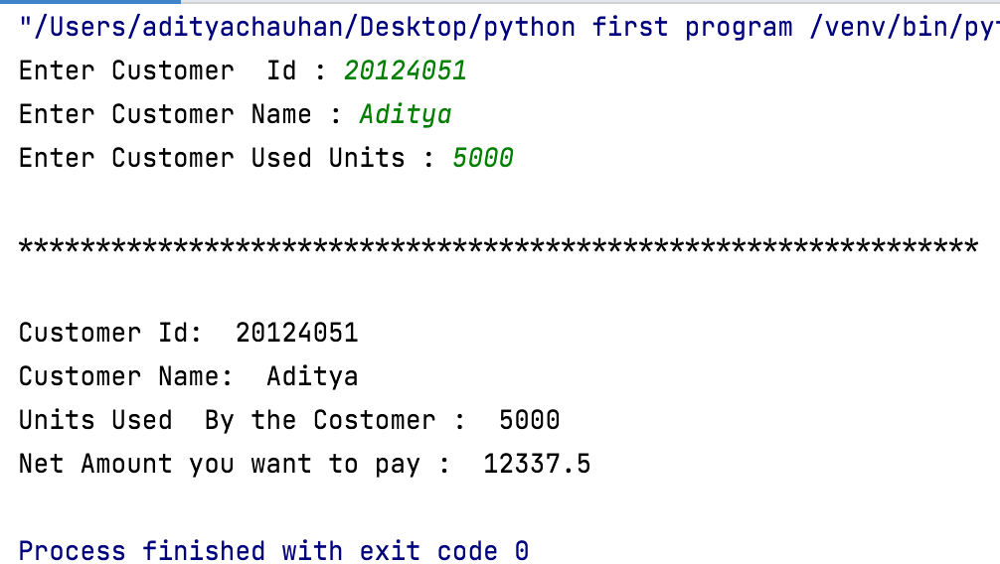 "/Users/adityachauhan/Desktop/python first program /venv/bin/pyt
Enter Customer  Id : 20124051
Enter Customer Name : Aditya
Enter Customer Used Units : 5000
**************************************************************
Customer Id:  20124051
Customer Name:  Aditya
Units Used  By the Costomer :  5000
Net Amount you want to pay :  12337.5
Process finished with exit code 0